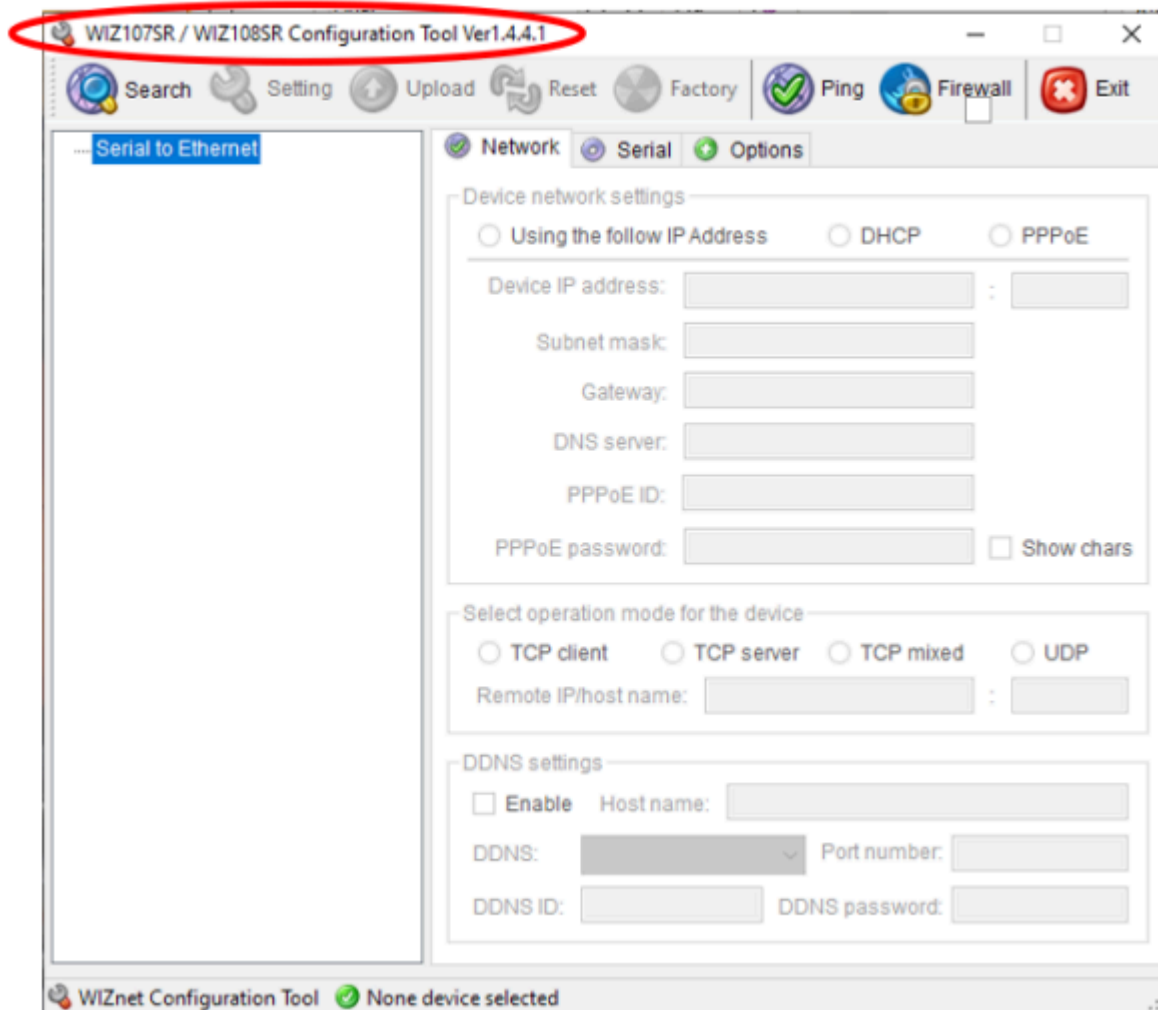 WIZ107SR / WIZ108SR Configuration Tool Ver1.4.4.1
Search Setting Upload Reset Factory Ping Firewall Exit
Serial to Ethernet
Network Serial Options
Device network settings
Using the follow IP Address DHCP PPPoE
Device IP address: :
Subnet mask:
Gateway:
DNS server:
PPPoE ID:
PPPoE password: Show chars
Select operation mode for the device
TCP client TCP server TCP mixed UDP
Remote IP/host name: :
DDNS settings
Enable Host name:
DDNS: Port number:
DDNS ID: DDNS password:
WIZnet Configuration Tool None device selected